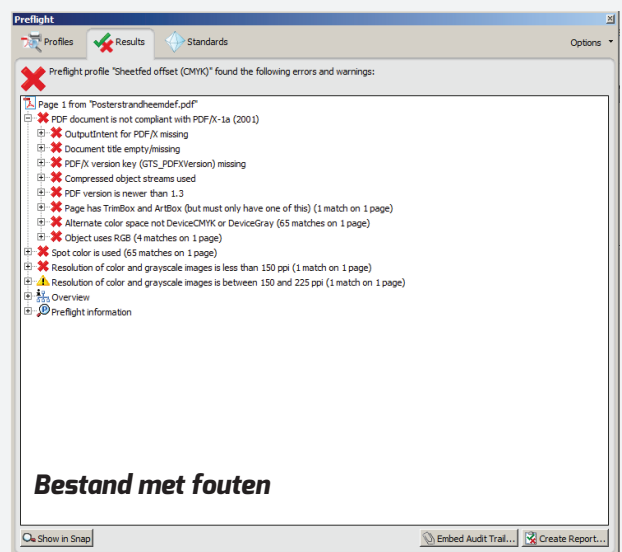 Preflight
Profiles Results Standards Options
Preflight profile "Sheetfed offset (CMYK)" found the following errors and warnings:
Page 1 from "Posterstrandheemdef.pdf"
PDF document is not compliant with PDF/X-1a (2001)
OutputIntent for PDF/X missing
Document title empty/missing
PDF/X version key (GTS_PDFXVersion) missing
Compressed object streams used
PDF version is newer than 1.3
Page has TrimBox and ArtBox (but must only have one of this) (1 match on 1 page)
Alternate color space not DeviceCMYK or DeviceGray (65 matches on 1 page)
Object uses RGB (4 matches on 1 page)
Spot color is used (65 matches on 1 page)
Resolution of color and grayscale images is less than 150 ppi (1 match on 1 page)
Resolution of color and grayscale images is between 150 and 225 ppi (1 match on 1 page)
Overview
Preflight information
Bestand met fouten
Show in Snap Embed Audit Trail... Create Report...